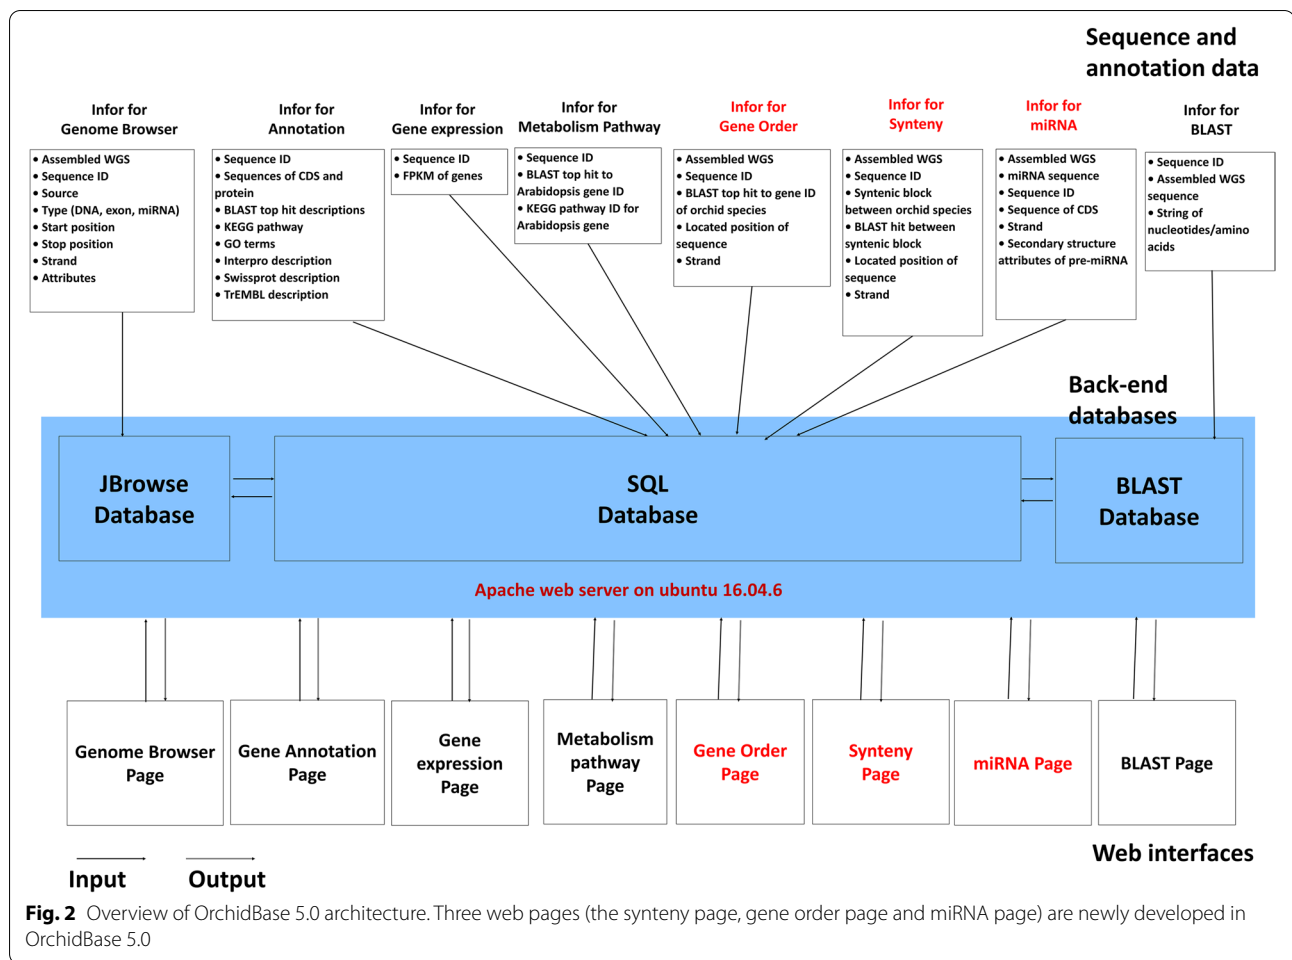 Sequence and
annotation data
Infor for
Genome Browser
• Assembled WGS
• Sequence ID
• Source
• Type (DNA, exon, miRNA)
• Start position
• Stop position
• Strand
• Attributes
Infor for
Annotation
• Sequence ID
• Sequences of CDS and
protein
• BLAST top hit descriptions
• KEGG pathway
• GO terms
• Interpro description
• Swissprot description
• TrEMBL description
Infor for
Gene expression
• Sequence ID
• FPKM of genes
Infor for
Metabolism Pathway
• Sequence ID
• BLAST top hit to
Arabidopsis gene ID
• KEGG pathway ID for
Arabidopsis gene
Infor for
Gene Order
• Assembled WGS
• Sequence ID
• BLAST top hit to gene ID
of orchid species
• Located position of
sequence
• Strand
Infor for
Synteny
• Assembled WGS
• Sequence ID
• Syntenic block
between orchid species
• BLAST hit between
syntenic block
• Located position of
sequence
• Strand
Infor for
miRNA
• Assembled WGS
• miRNA sequence
• Sequence ID
• Sequence of CDS
• Strand
• Secondary structure
attributes of pre-miRNA
Infor for
BLAST
• Sequence ID
• Assembled WGS
sequence
• String of
nucleotides/amino
acids
Back-end
databases
JBrowse
Database
SQL
Database
BLAST
Database
Apache web server on ubuntu 16.04.6
Genome Browser
Page
Gene Annotation
Page
Gene
expression
Page
Metabolism
pathway
Page
Gene Order
Page
Synteny
Page
miRNA Page
BLAST Page
Web interfaces
Input
Output
Fig. 2 Overview of OrchidBase 5.0 architecture. Three web pages (the synteny page, gene order page and miRNA page) are newly developed in
OrchidBase 5.0